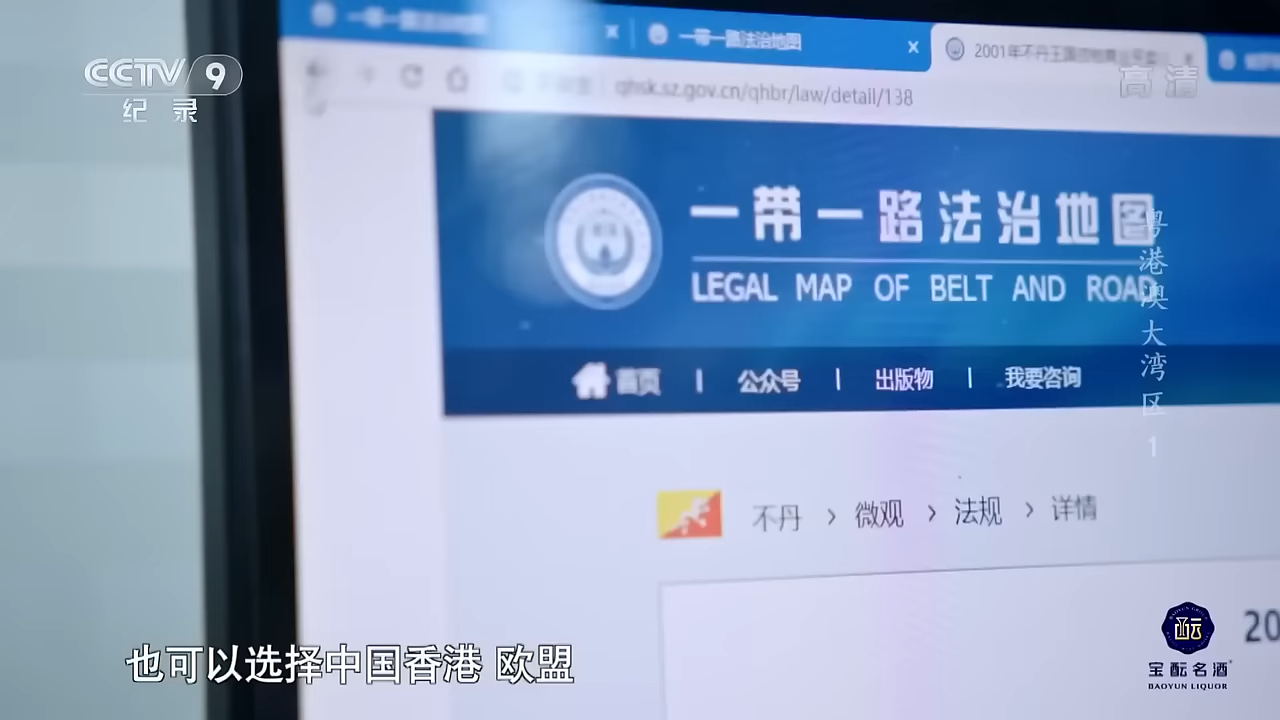 CCTV 9
纪 录
高清
一带一路法治地图
2001年不丹王国
qhsk.sz.gov.cn/qhbr/law/detail/138
一带一路法治地图
LEGAL MAP OF BELT AND ROAD
首页 | 公众号 | 出版物 | 我要咨询
粤港澳大湾区 1
不丹 > 微观 > 法规 > 详情
20
也可以选择中国香港 欧盟
宝酝名酒
BAOYUN LIQUOR